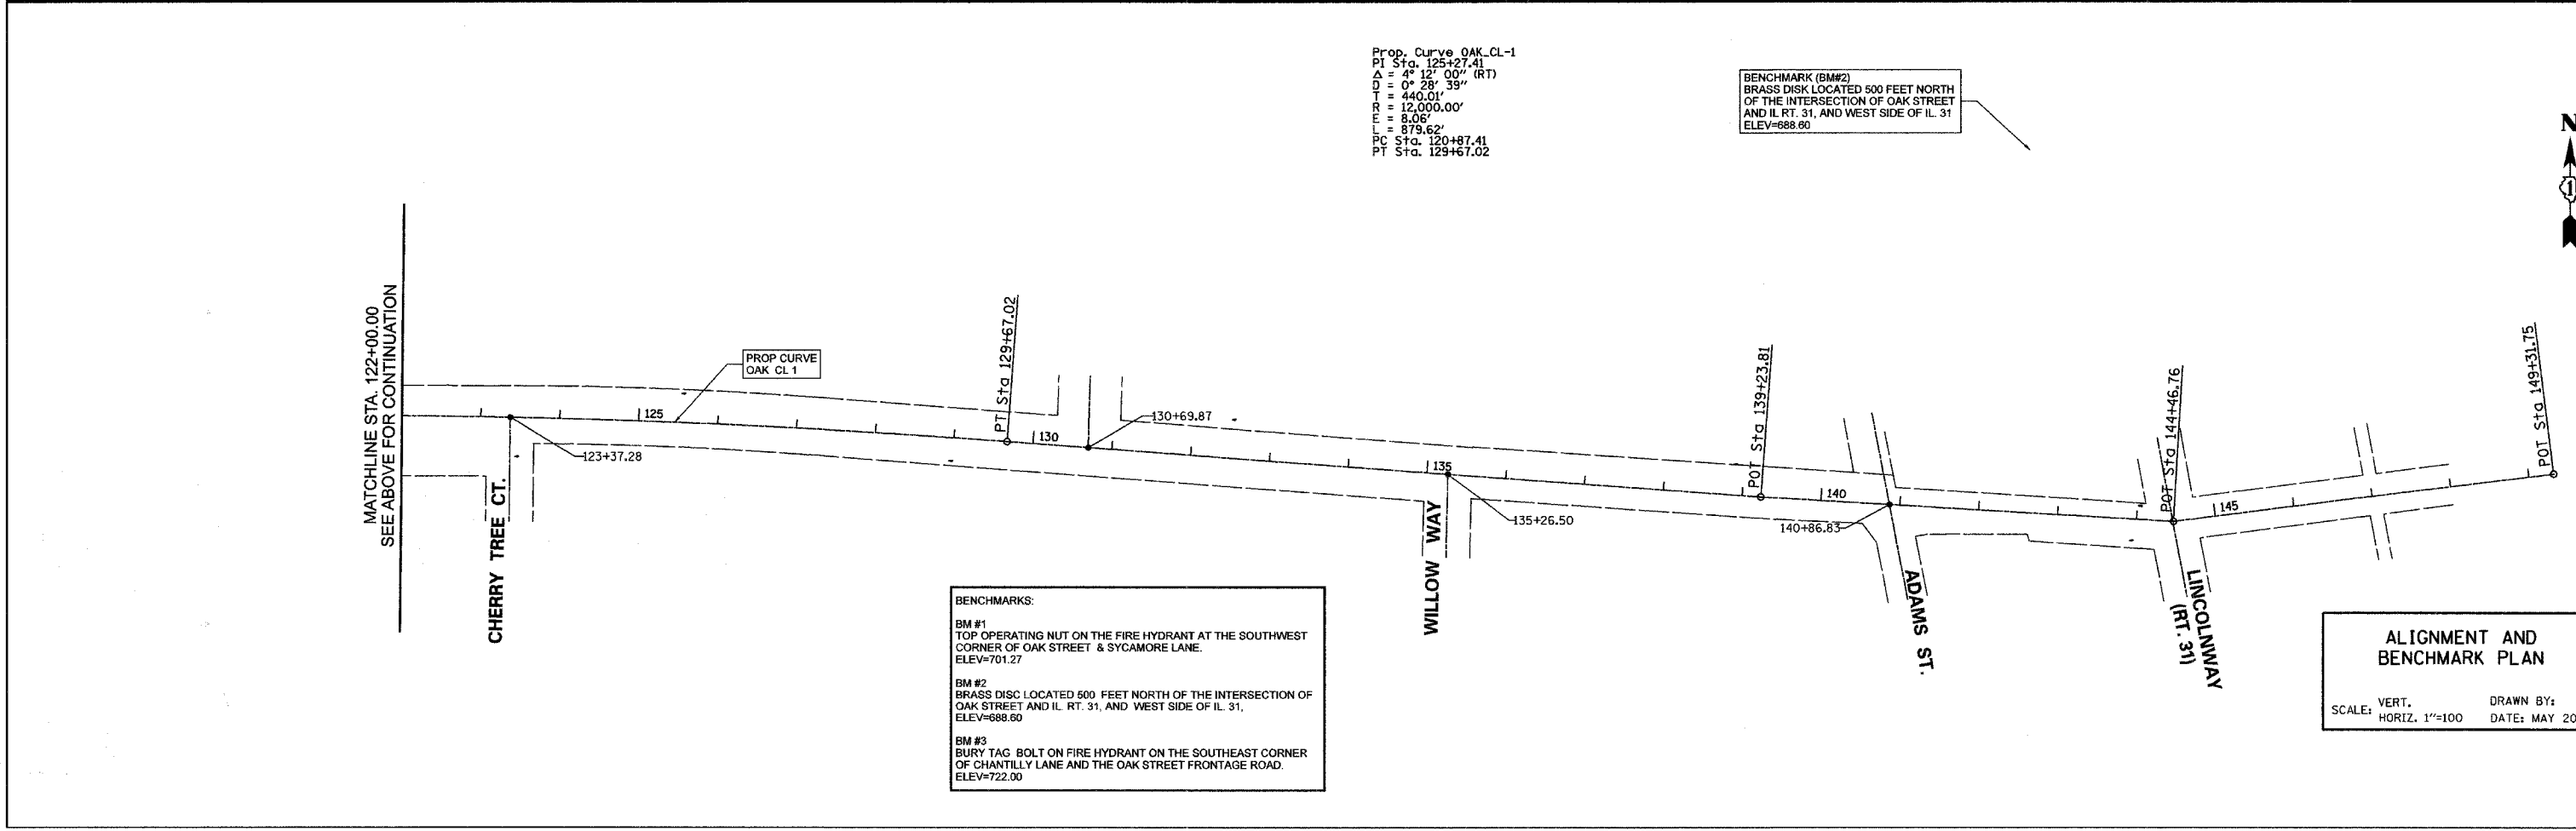 Prop. Curve OAK_CL-1
PI Sta. 125+27.41
Δ = 4° 12' 00" (RT)
D = 0° 28' 39"
T = 440.01'
R = 12,000.00'
E = 8.06'
L = 879.62'
PC Sta. 120+87.41
PT Sta. 129+67.02
BENCHMARK (BM#2)
BRASS DISK LOCATED 500 FEET NORTH
OF THE INTERSECTION OF OAK STREET
AND IL RT. 31, AND WEST SIDE OF IL. 31
ELEV=688.60
N
1
MATCHLINE STA. 122+00.00
SEE ABOVE FOR CONTINUATION
PROP CURVE
OAK CL 1
125
123+37.28
CHERRY TREE CT.
PT Sta 129+67.02
130
130+69.87
135
135+26.50
WILLOW WAY
POT Sta 139+23.81
140
140+86.83
ADAMS ST.
POT Sta 144+46.76
145
LINCOLNWAY
(RT. 31)
POT Sta 149+31.75
BENCHMARKS:
BM #1
TOP OPERATING NUT ON THE FIRE HYDRANT AT THE SOUTHWEST
CORNER OF OAK STREET & SYCAMORE LANE.
ELEV=701.27
BM #2
BRASS DISC LOCATED 500 FEET NORTH OF THE INTERSECTION OF
OAK STREET AND IL. RT. 31, AND WEST SIDE OF IL. 31,
ELEV=688.60
BM #3
BURY TAG BOLT ON FIRE HYDRANT ON THE SOUTHEAST CORNER
OF CHANTILLY LANE AND THE OAK STREET FRONTAGE ROAD.
ELEV=722.00
ALIGNMENT AND
BENCHMARK PLAN
SCALE: VERT.
HORIZ. 1"=100
DRAWN BY:
DATE: MAY 20